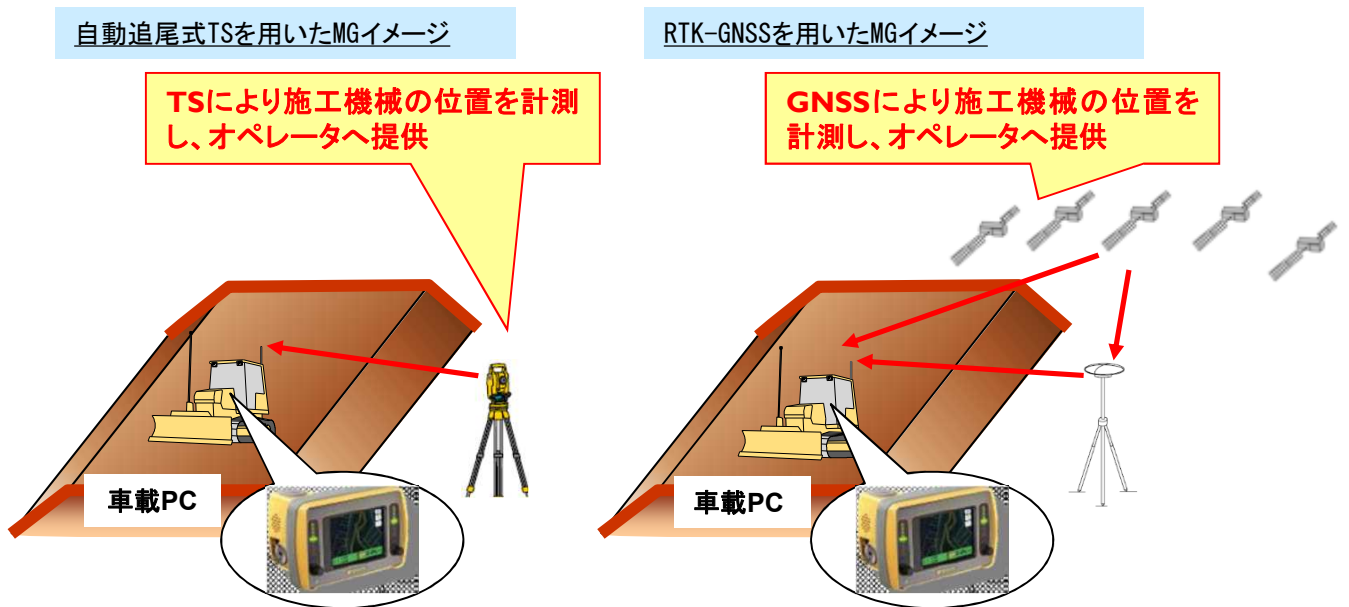 自動追尾式TSを用いたMGイメージ
TSにより施工機械の位置を計測
し、オペレータへ提供
車載PC
RTK-GNSSを用いたMGイメージ
GNSSにより施工機械の位置を
計測し、オペレータへ提供
車載PC